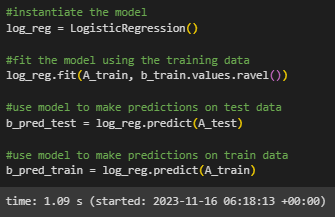 #instantiate the model
log_reg = LogisticRegression()
#fit the model using the training data
log_reg.fit(A_train, b_train.values.ravel())
#use model to make predictions on test data
b_pred_test = log_reg.predict(A_test)
#use model to make predictions on train data
b_pred_train = log_reg.predict(A_train)
time: 1.09 s (started: 2023-11-16 06:18:13 +00:00)